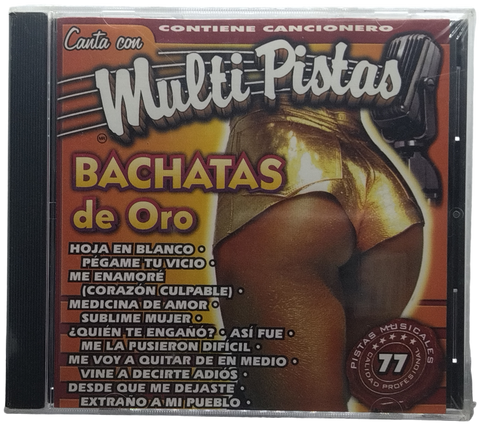 CONTIENE CANCIONERO
Canta con
Multi Pistas
BACHATAS
de Oro
HOJA EN BLANCO •
PÉGAME TU VICIO •
ME ENAMORÉ
(CORAZÓN CULPABLE) •
MEDICINA DE AMOR •
SUBLIME MUJER •
¿QUIÉN TE ENGAÑÓ? • ASÍ FUE •
ME LA PUSIERON DIFÍCIL •
ME VOY A QUITAR DE EN MEDIO •
VINE A DECIRTE ADIÓS •
DESDE QUE ME DEJASTE •
EXTRAÑO A MI PUEBLO •
PISTAS MUSICALES
77
CALIDAD PROFESIONAL